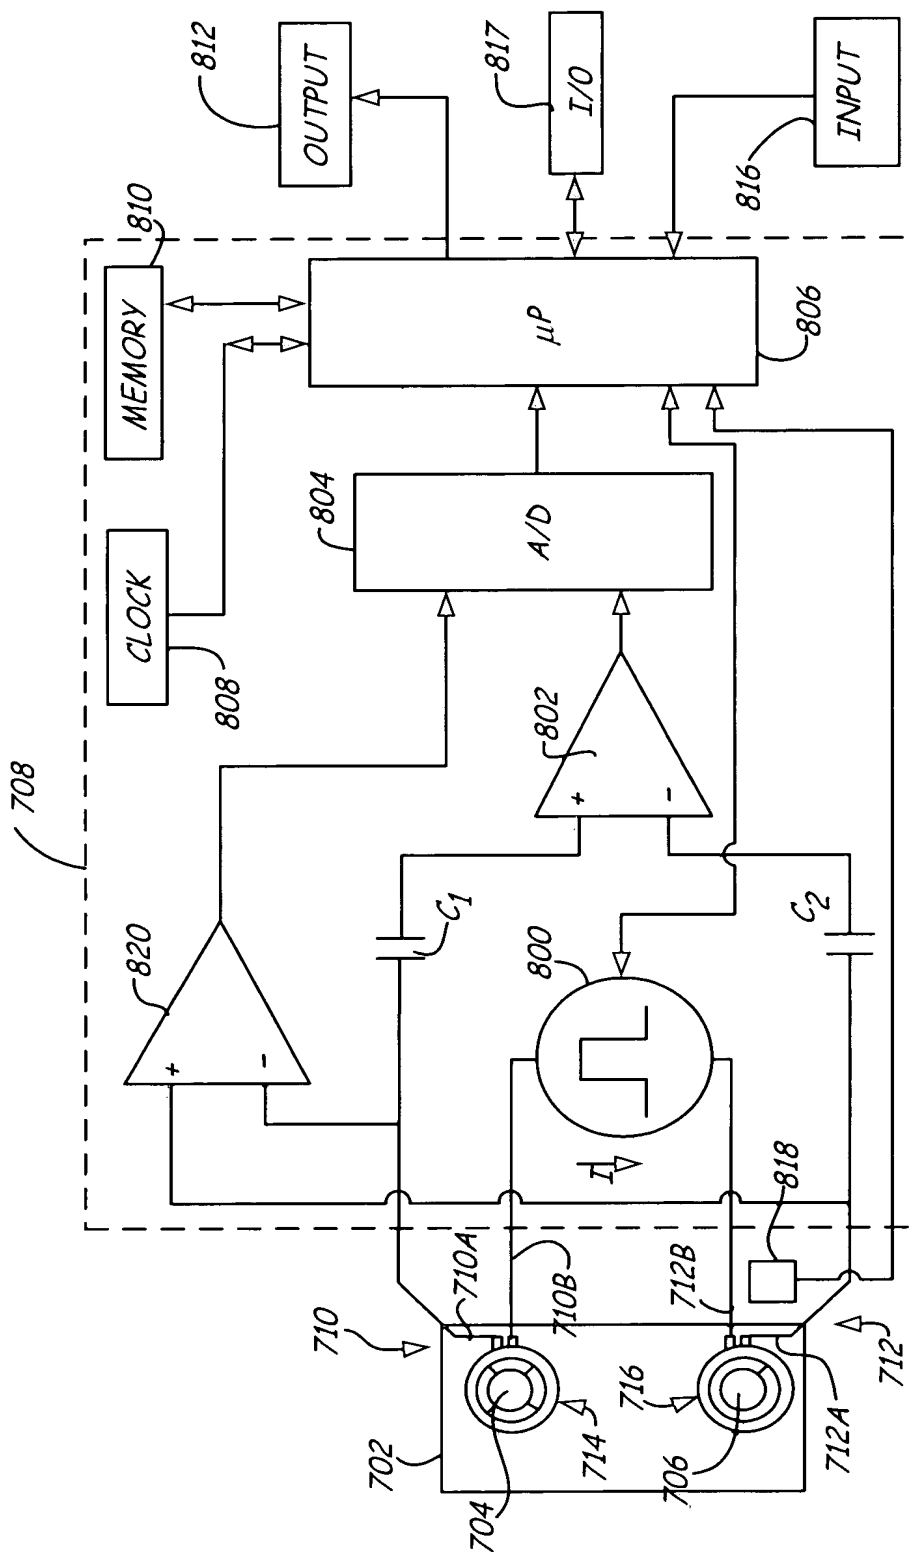 708
820
+
-
CLOCK
808
MEMORY
810
OUTPUT
812
I/O
817
INPUT
816
μP
806
A/D
804
802
+
-
C1
C2
800
I
818
710
710A
710B
712B
712A
712
702
704
714
716
706